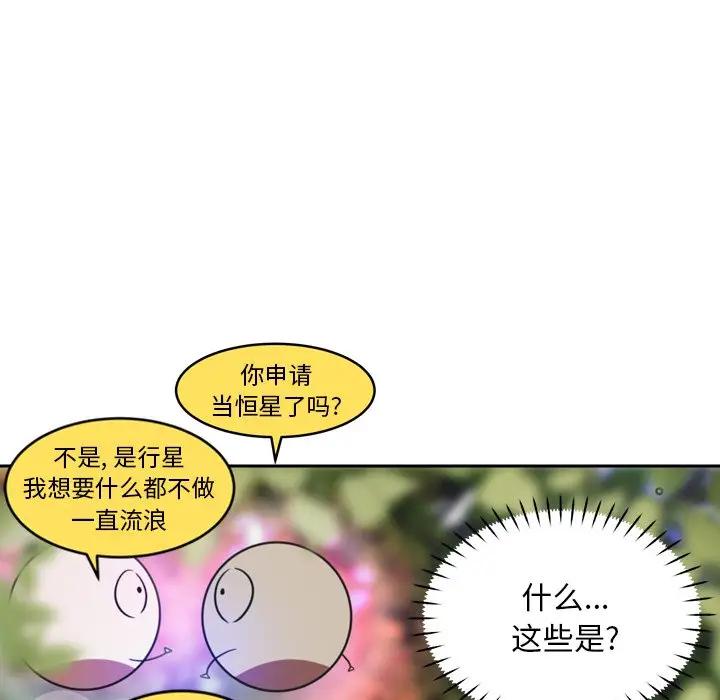 你申请
当恒星了吗?
不是, 是行星
我想要什么都不做
一直流浪
什么...
这些是?